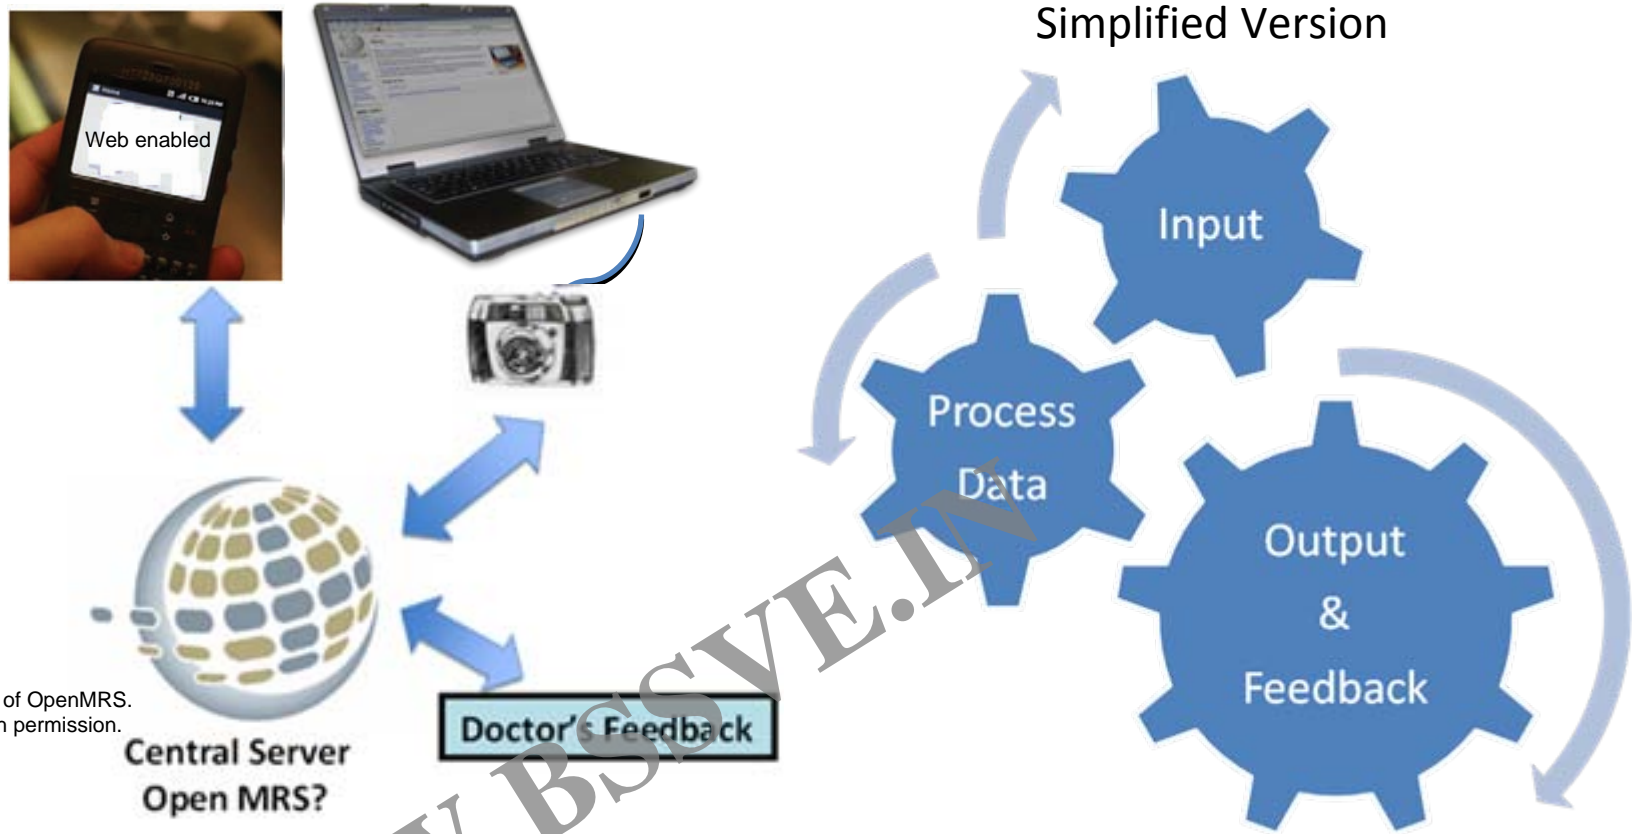 Simplified Version
Web enabled
Input
Process
Data
Output
&
Feedback
of OpenMRS.
permission.
Doctor's Feedback
Central Server
Open MRS?
BSSVE.IN